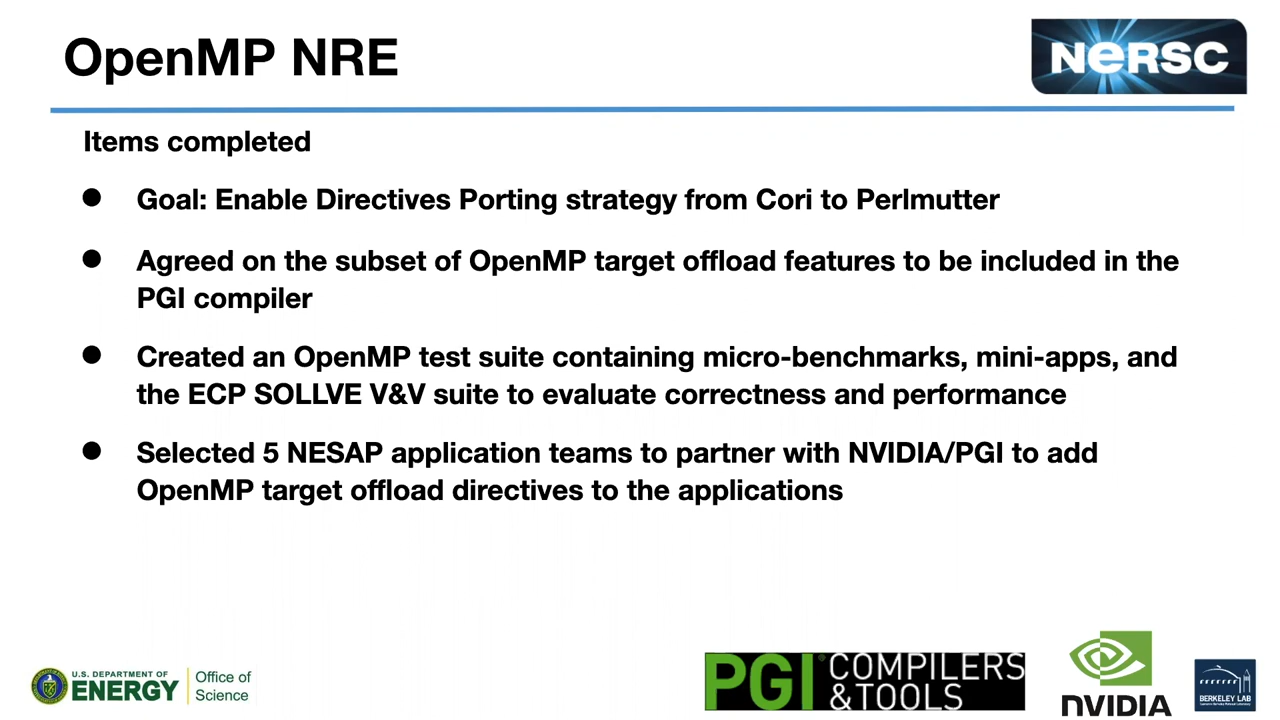 OpenMP NRE
NERSC
Items completed
● Goal: Enable Directives Porting strategy from Cori to Perlmutter
● Agreed on the subset of OpenMP target offload features to be included in the
PGI compiler
● Created an OpenMP test suite containing micro-benchmarks, mini-apps, and
the ECP SOLLVE V&V suite to evaluate correctness and performance
● Selected 5 NESAP application teams to partner with NVIDIA/PGI to add
OpenMP target offload directives to the applications
U.S. DEPARTMENT OF
ENERGY
Office of
Science
PGI
COMPILERS
&TOOLS
NVIDIA
BERKELEY LAB